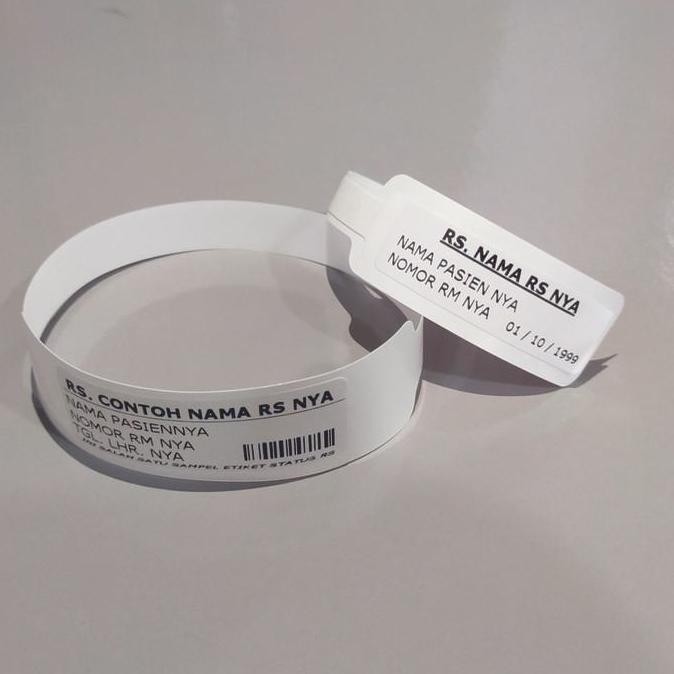 RS. CONTOH NAMA RS NYA
NAMA PASIENNYA
NOMOR RM NYA
TGL. LHR. NYA
INI SALAH SATU SAMPEL ETIKET STATUS RS
RS. NAMA RS NYA
NAMA PASIEN NYA
NOMOR RM NYA
01 / 10 / 1999